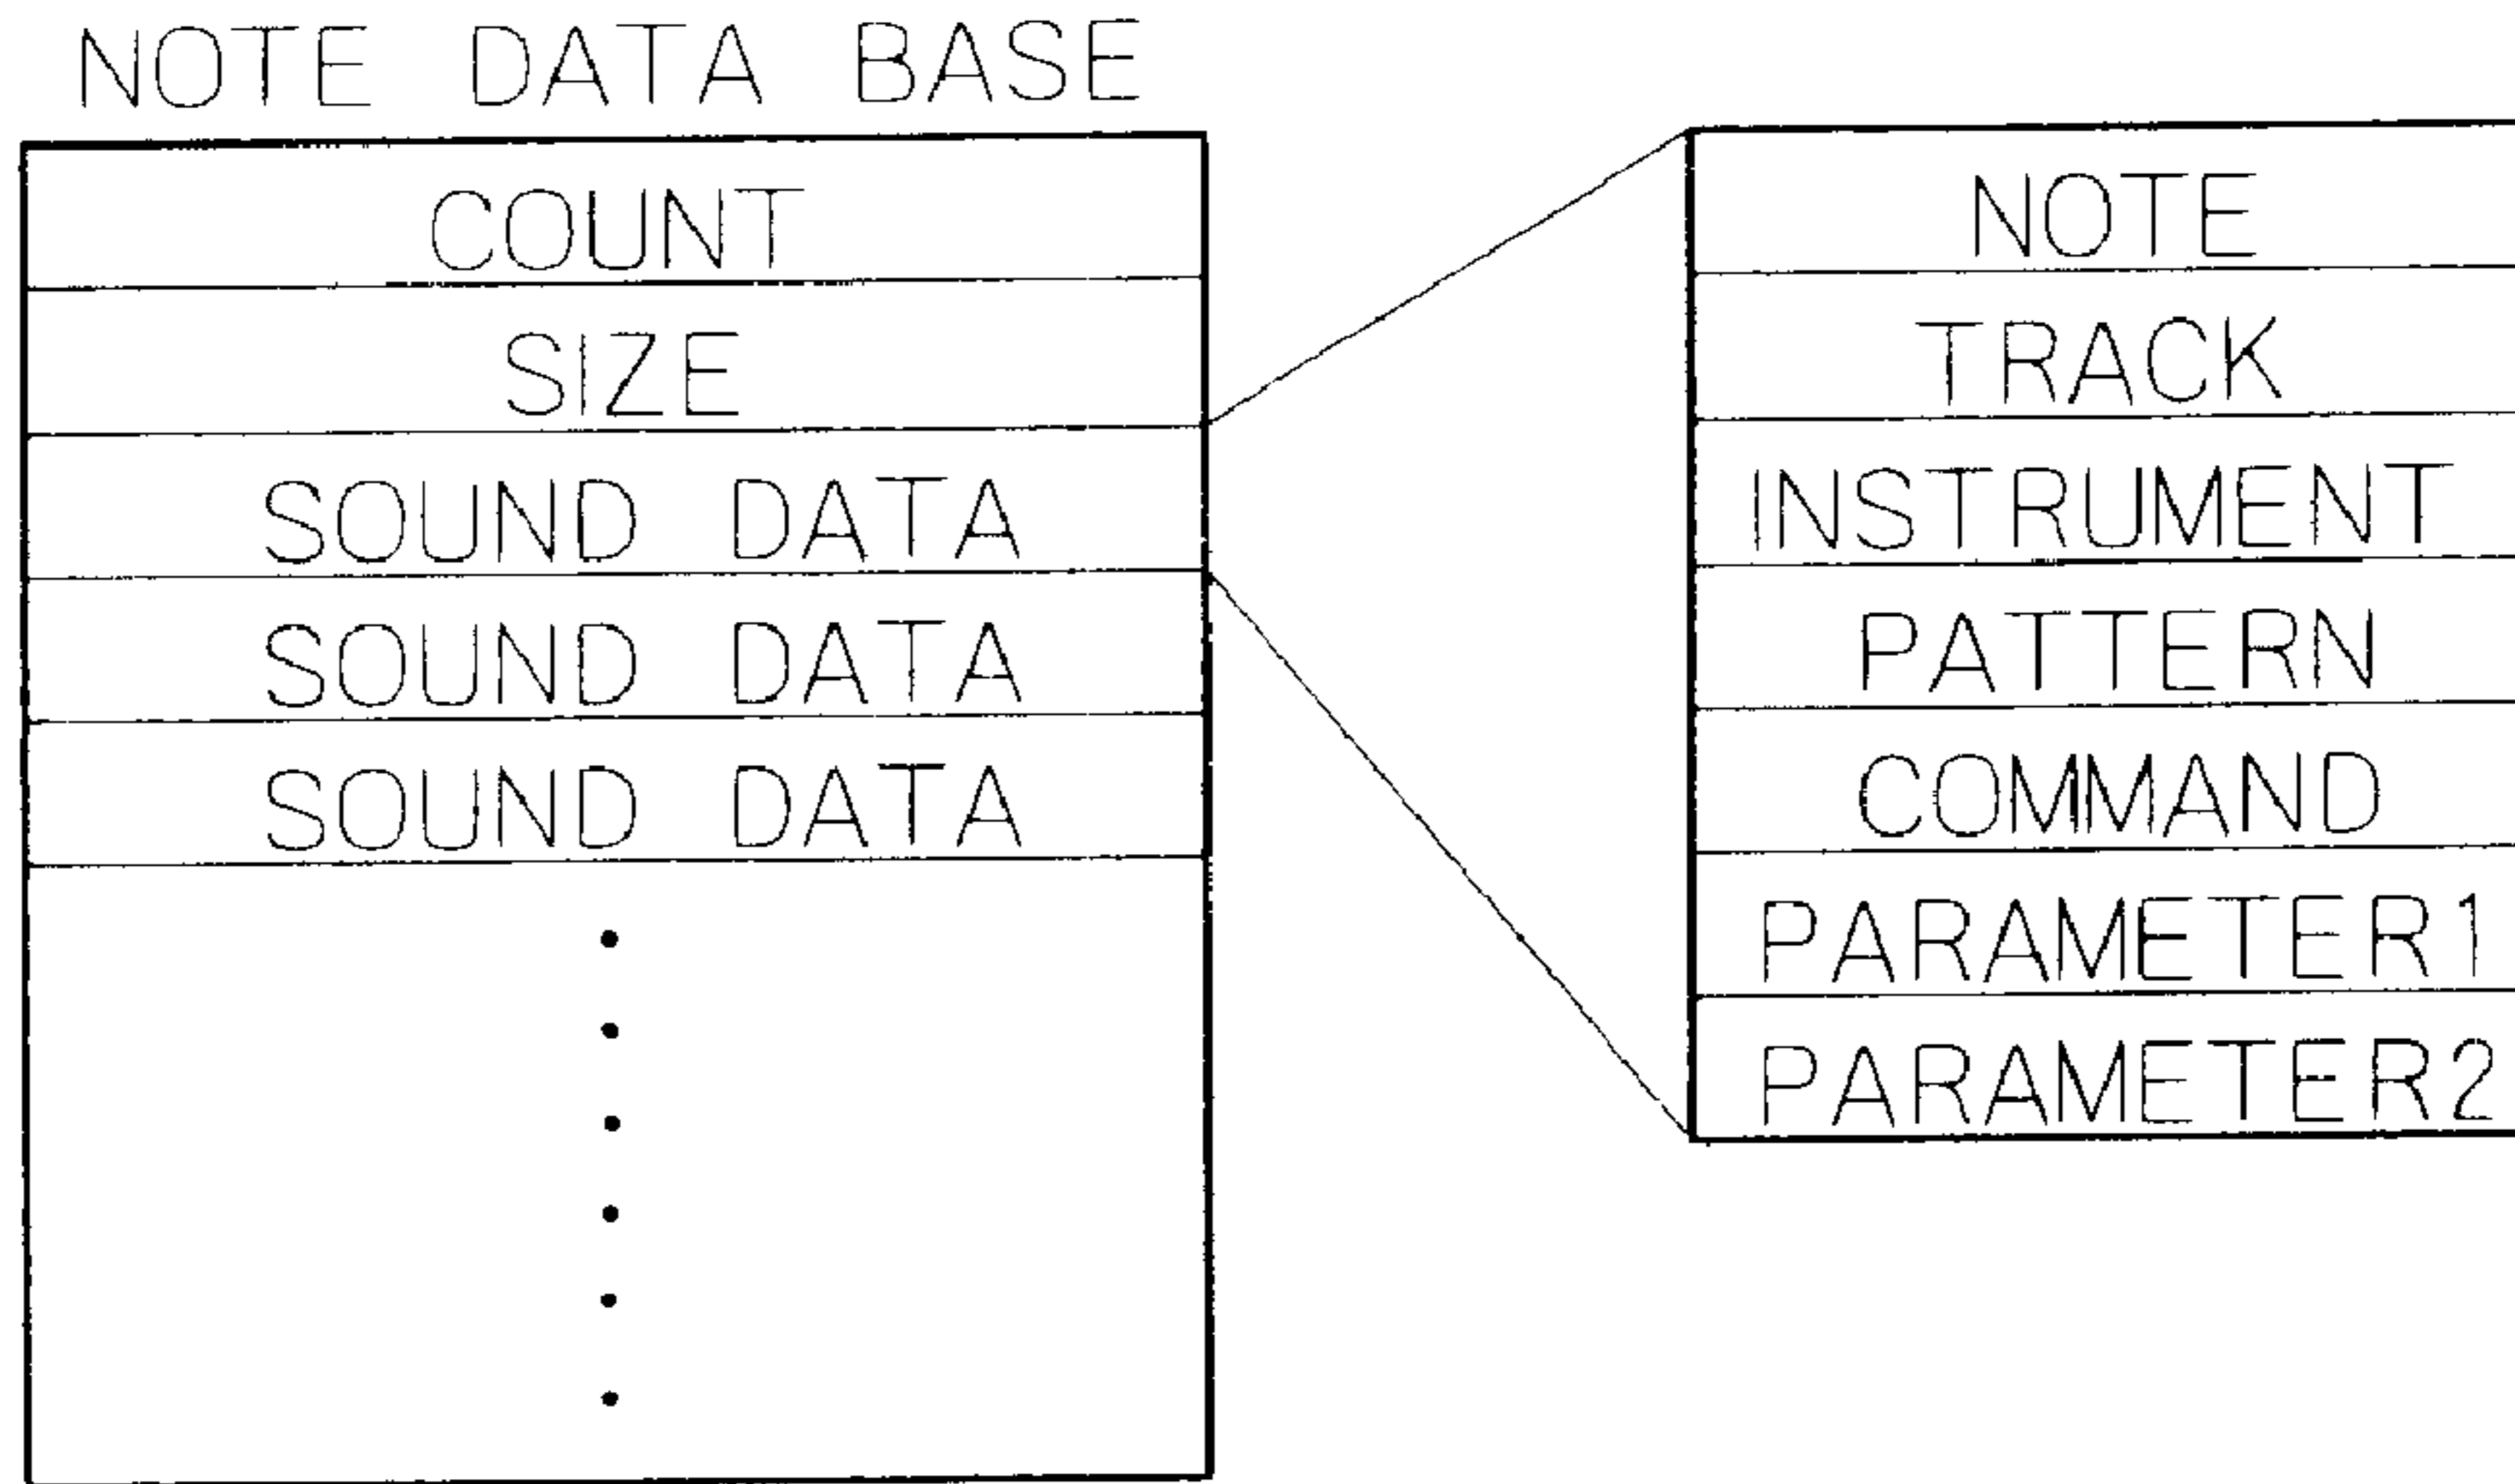 NOTE DATA BASE
COUNT
SIZE
SOUND DATA
SOUND DATA
SOUND DATA
NOTE
TRACK
INSTRUMENT
PATTERN
COMMAND
PARAMETER1
PARAMETER2